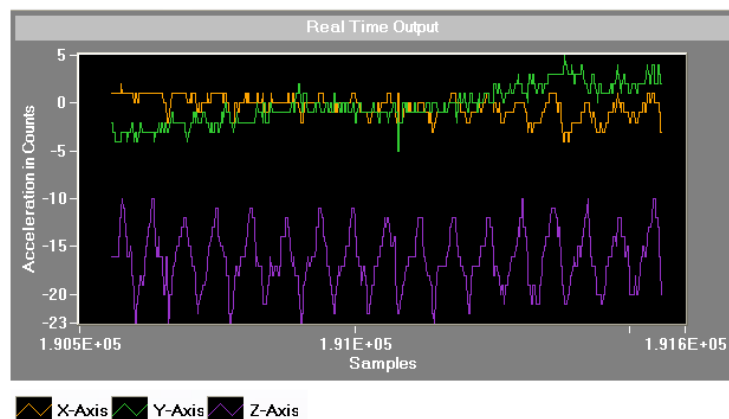 Real Time Output
Acceleration in Counts
5
0
-5
-10
-15
-20
-23
1.905E+05 1.91E+05 1.916E+05
Samples
X-Axis Y-Axis Z-Axis